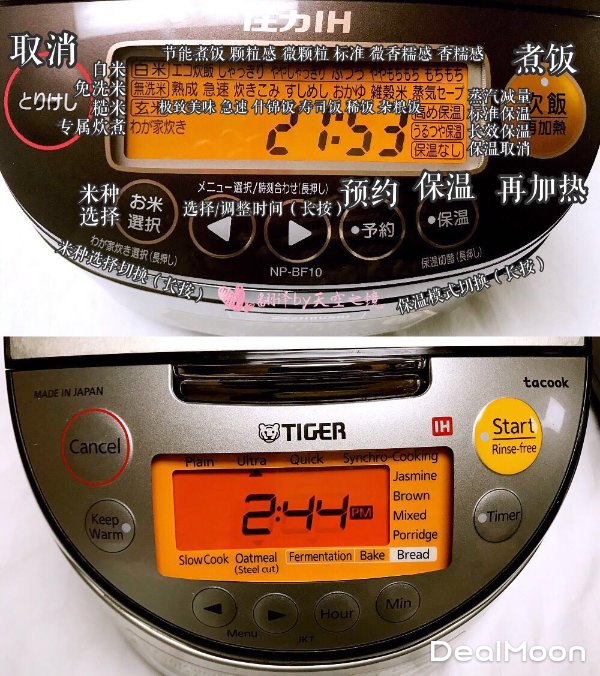 圧力IH
取消
节能煮饭 颗粒感 微颗粒 标准 微香糯感 香糯感
煮饭
白米
白米 エコ炊飯 しゃっきり ややしゃっきり ふつう ややもちもち もちもち
とりけし
免洗米
無洗米 熟成 急速 炊きこみ すしめし おかゆ 雑穀米 蒸気セーブ
蒸汽减量
炊飯
再加熱
糙米
玄米
极致美味 急速 什锦饭 寿司饭 稀饭 杂粮饭
高め保温
标准保温
专属炊煮
わが家炊き
21:53
うるつや保温
长效保温
保温なし
保温取消
米种
选择
お米
選択
メニュー選択/時刻合わせ(長押し)
选择/调整时间（长按）
预约
予約
保温
保温
再加热
わが家炊き選択(長押し)
米种选择切换（长按）
NP-BF10
保温切替(長押し)
保温模式切换（长按）
翻译by天空之境
MADE IN JAPAN
tacook
TIGER
IH
Cancel
Start
Rinse-free
Plain Ultra Quick Synchro-Cooking
Jasmine
Brown
Mixed
Porridge
2:44 PM
Keep
Warm
Timer
Slow Cook Oatmeal Fermentation Bake Bread
(Steel cut)
Hour
Min
Menu
JKT
DealMoon